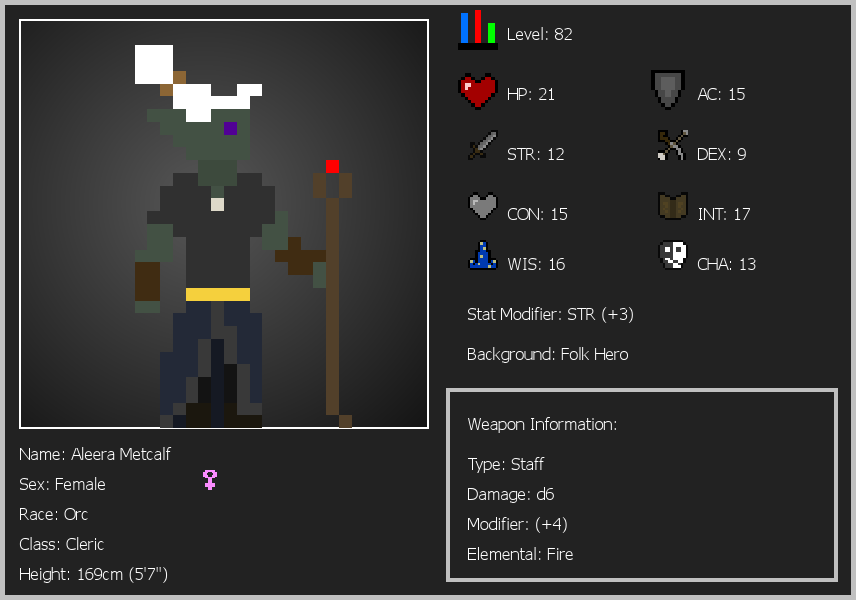 Level: 82
HP: 21
AC: 15
STR: 12
DEX: 9
CON: 15
INT: 17
WIS: 16
CHA: 13
Stat Modifier: STR (+3)
Background: Folk Hero
Weapon Information:
Type: Staff
Damage: d6
Modifier: (+4)
Elemental: Fire
Name: Aleera Metcalf
Sex: Female
Race: Orc
Class: Cleric
Height: 169cm (5'7")